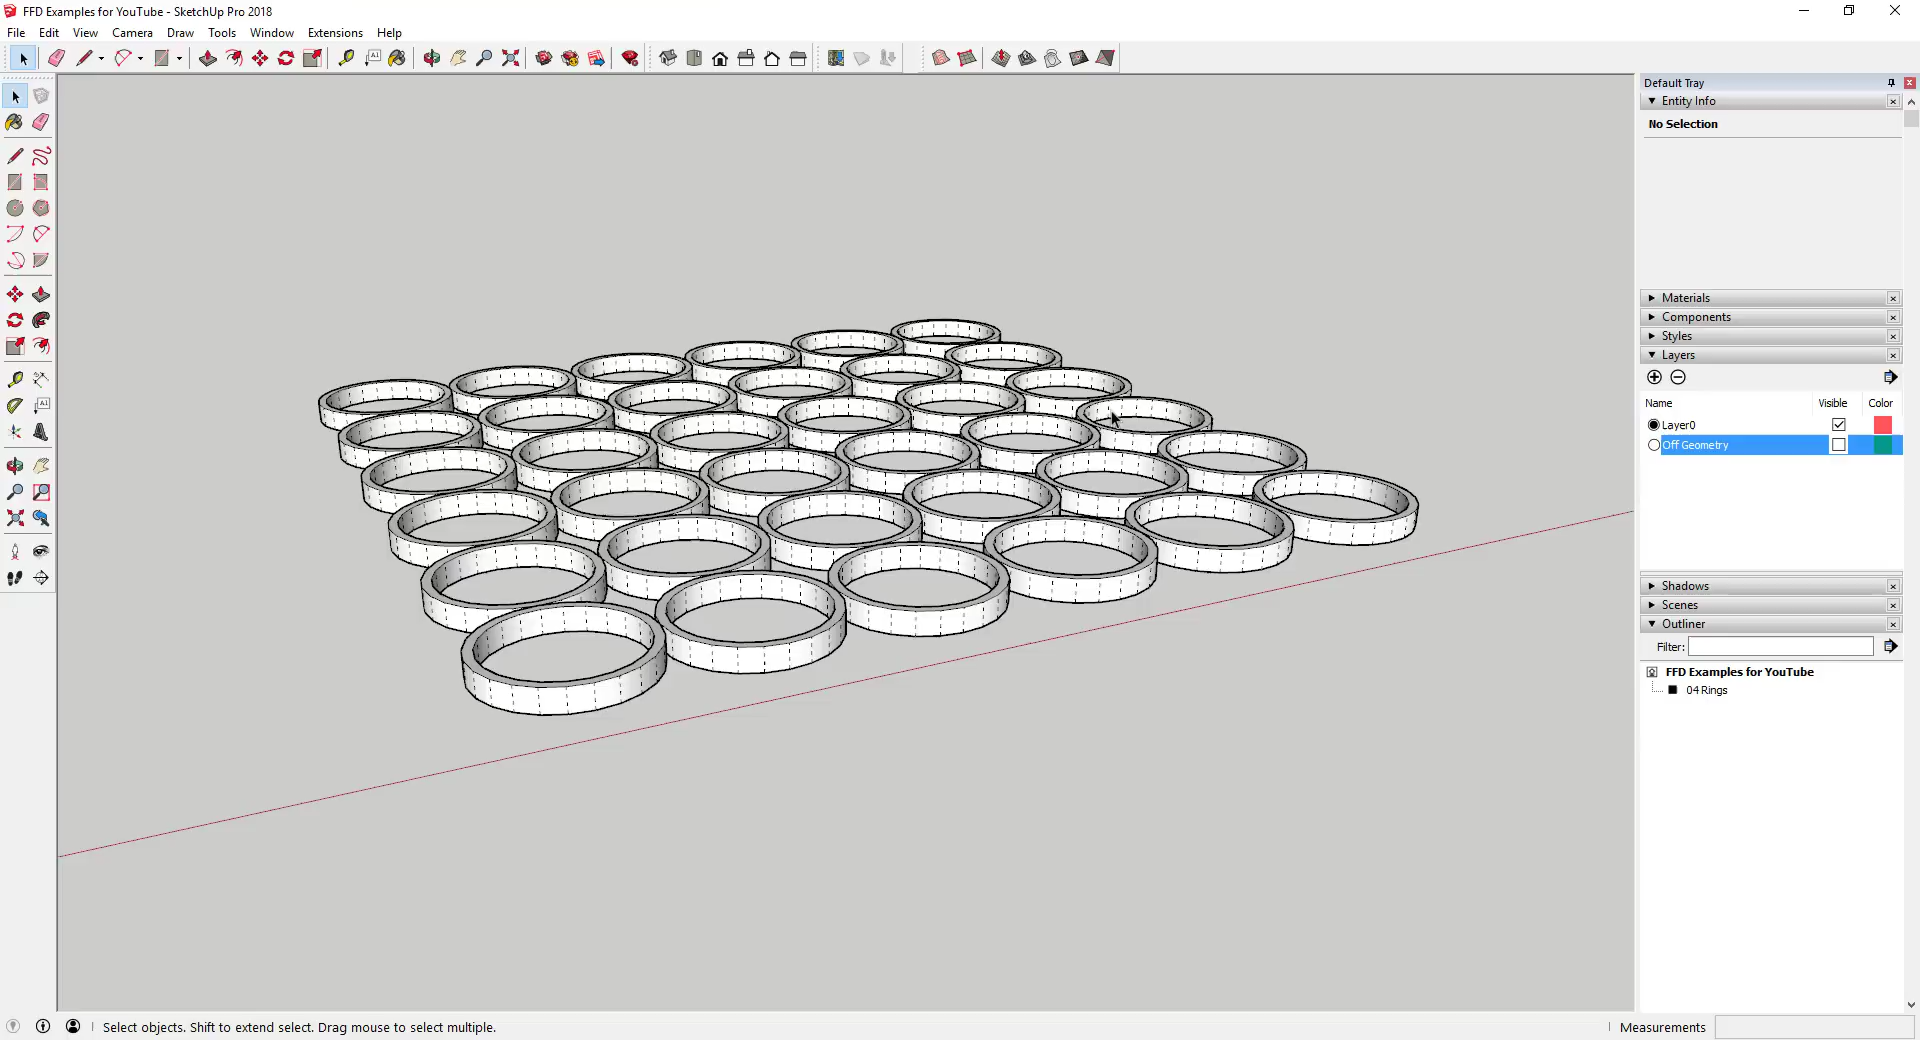 FFD Examples for YouTube - SketchUp Pro 2018
File Edit View Camera Draw Tools Window Extensions Help
Default Tray
Entity Info
No Selection
Materials
Components
Styles
Layers
Name Visible Color
Layer0
Off Geometry
Shadows
Scenes
Outliner
Filter:
FFD Examples for YouTube
04 Rings
Select objects. Shift to extend select. Drag mouse to select multiple.
Measurements